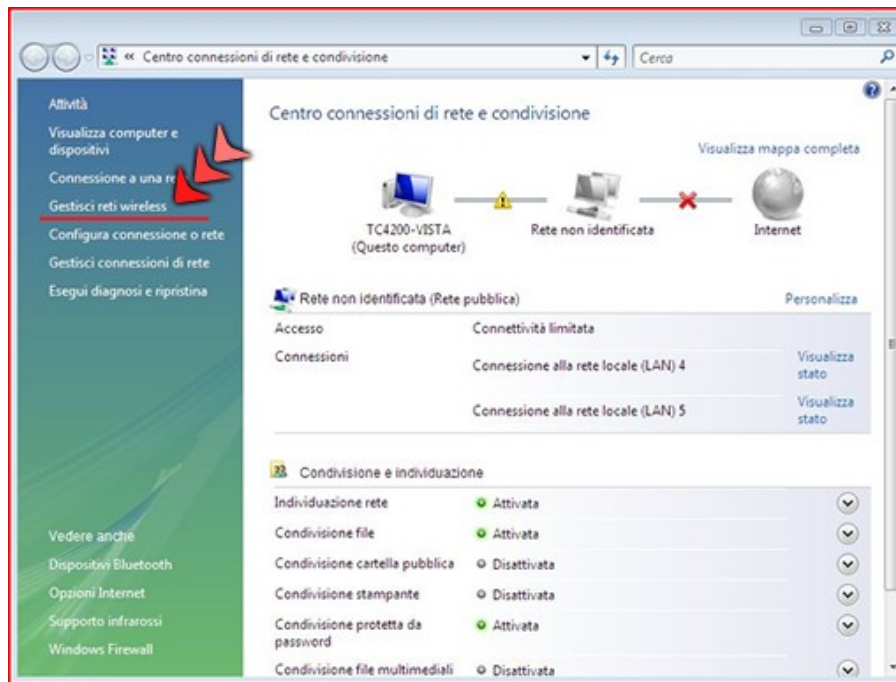 « Centro connessioni di rete e condivisione
Cerca
Attività
Visualizza computer e
dispositivi
Connessione a una re
Gestisci reti wireless
Configura connessione o rete
Gestisci connessioni di rete
Esegui diagnosi e ripristina
Vedere anche
Dispositivi Bluetooth
Opzioni Internet
Supporto infrarossi
Windows Firewall
Centro connessioni di rete e condivisione
Visualizza mappa completa
TC4200-VISTA
(Questo computer)
Rete non identificata
Internet
Rete non identificata (Rete pubblica)
Personalizza
Accesso
Connettività limitata
Connessioni
Connessione alla rete locale (LAN) 4
Visualizza
stato
Connessione alla rete locale (LAN) 5
Visualizza
stato
Condivisione e individuazione
Individuazione rete
Attivata
Condivisione file
Attivata
Condivisione cartella pubblica
Disattivata
Condivisione stampante
Disattivata
Condivisione protetta da
password
Attivata
Condivisione file multimediali
Disattivata